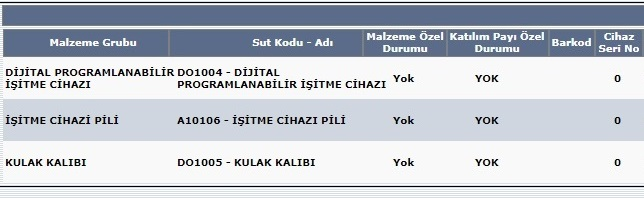 Malzeme Grubu Sut Kodu - Adı Malzeme Özel Durumu Katılım Payı Özel Durumu Barkod Cihaz Seri No
DİJİTAL PROGRAMLANABİLİR İŞİTME CİHAZI DO1004 - DİJİTAL PROGRAMLANABİLİR İŞİTME CİHAZI Yok YOK 0
İŞİTME CİHAZİ PİLİ A10106 - İŞİTME CİHAZI PİLİ Yok YOK 0
KULAK KALIBI DO1005 - KULAK KALIBI Yok YOK 0